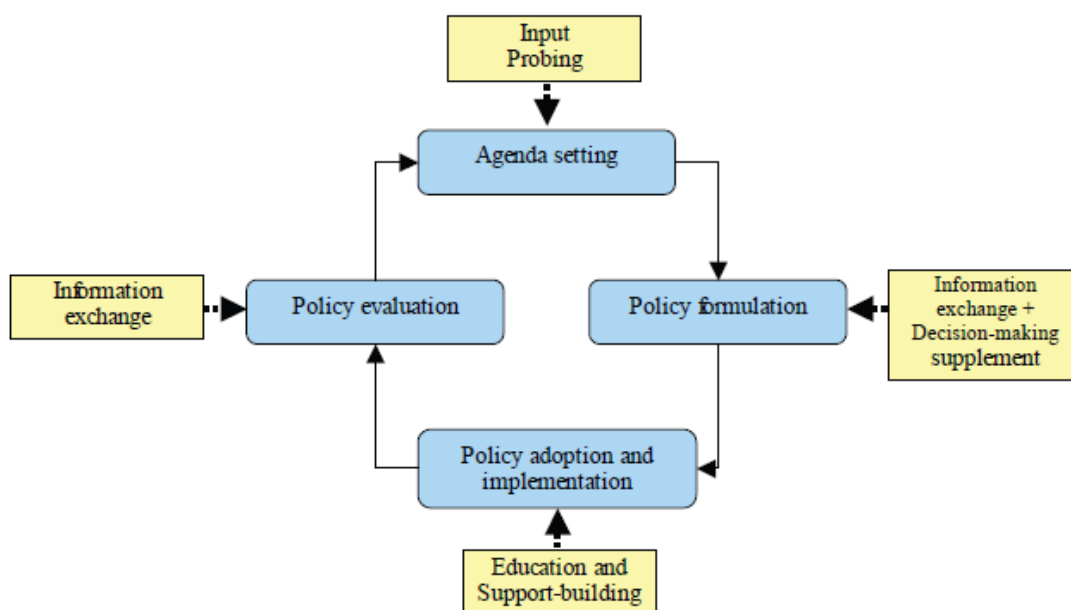 Input
Probing
Agenda setting
Information
exchange
Policy evaluation
Policy formulation
Information
exchange +
Decision-making
supplement
Policy adoption and
implementation
Education and
Support-building